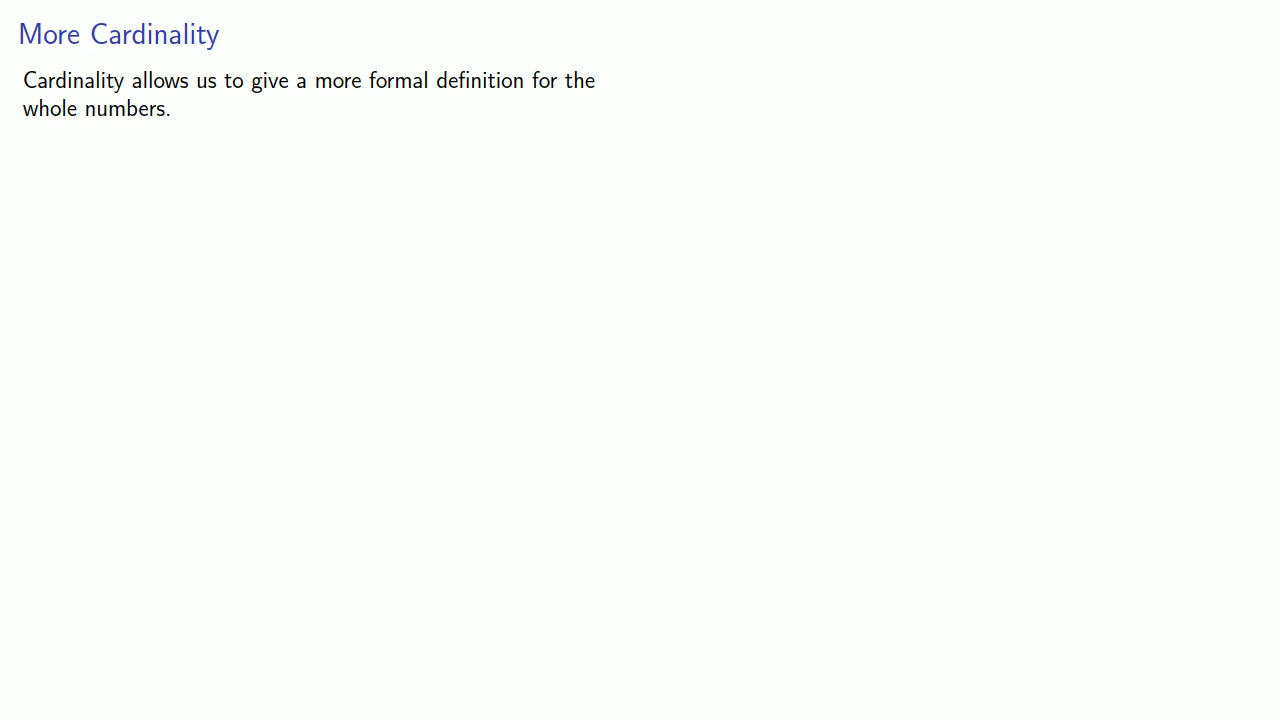 More Cardinality
Cardinality allows us to give a more formal definition for the
whole numbers.